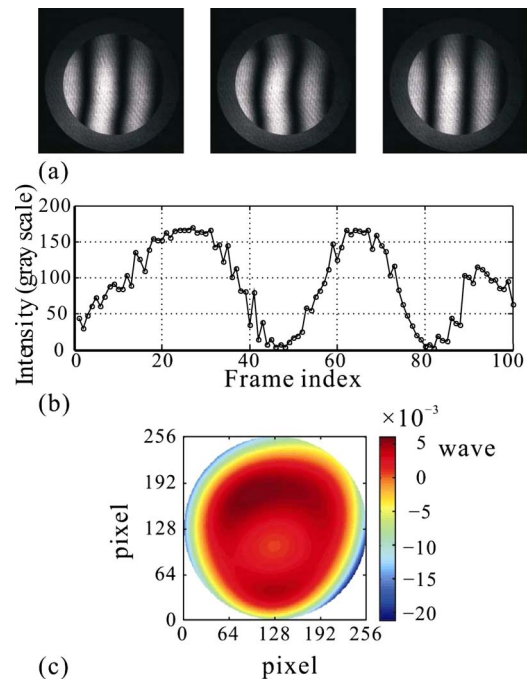 (a)
Intensity (gray scale)
200
150
100
50
0
0 20 40 60 80 100
Frame index
(b)
×10⁻³
wave
pixel
256
192
128
64
0
0 64 128 192 256
pixel
5
0
−5
−10
−15
−20
(c)